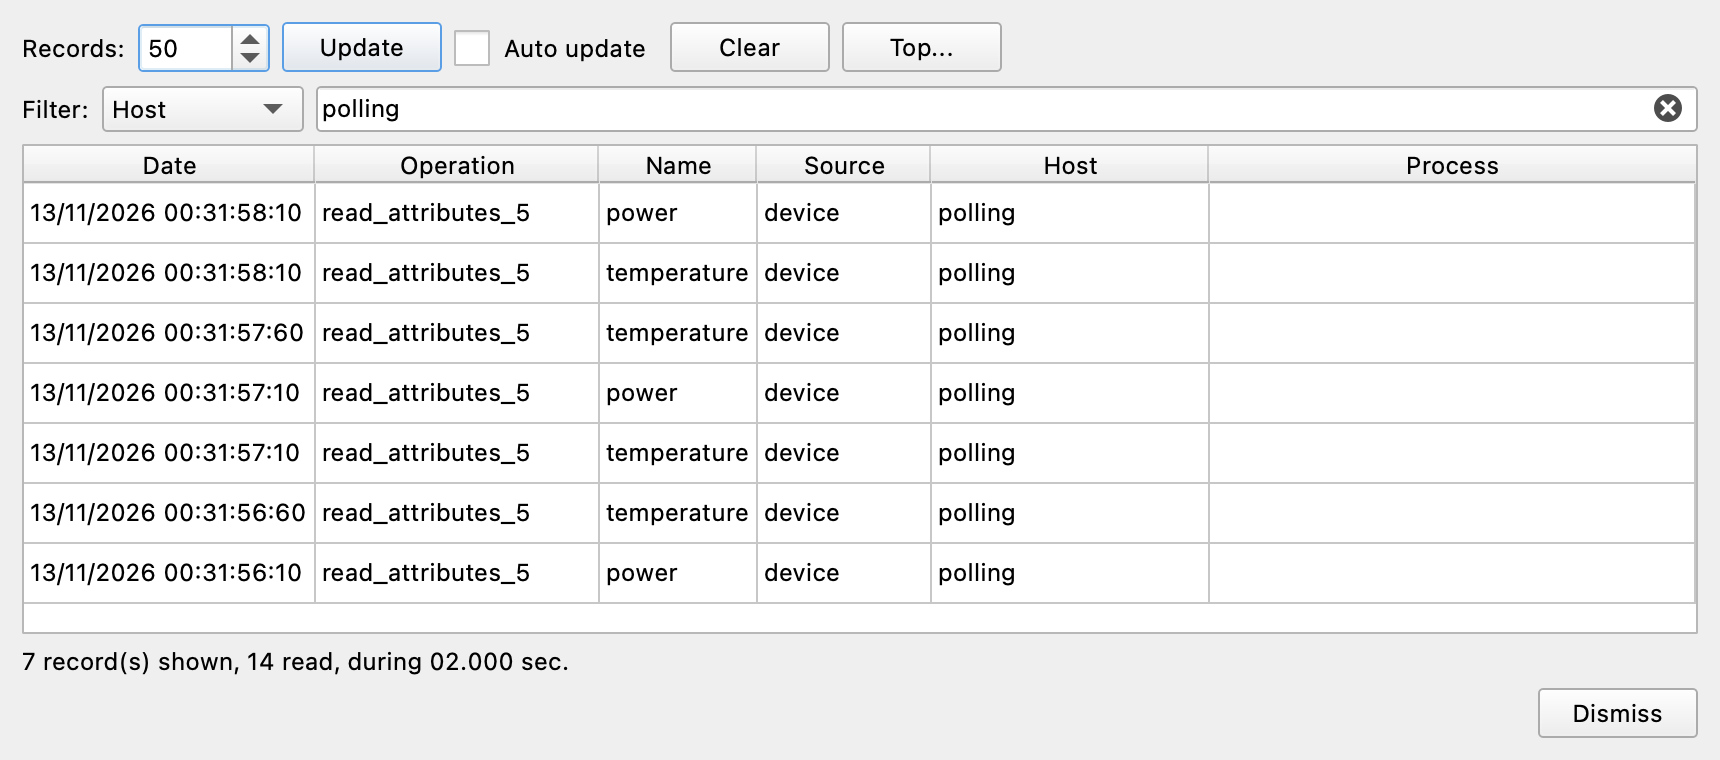 Records: 50 Update Auto update Clear Top...
Filter: Host polling
Date Operation Name Source Host Process
13/11/2026 00:31:58:10 read_attributes_5 power device polling
13/11/2026 00:31:58:10 read_attributes_5 temperature device polling
13/11/2026 00:31:57:60 read_attributes_5 temperature device polling
13/11/2026 00:31:57:10 read_attributes_5 power device polling
13/11/2026 00:31:57:10 read_attributes_5 temperature device polling
13/11/2026 00:31:56:60 read_attributes_5 temperature device polling
13/11/2026 00:31:56:10 read_attributes_5 power device polling
7 record(s) shown, 14 read, during 02.000 sec.
Dismiss